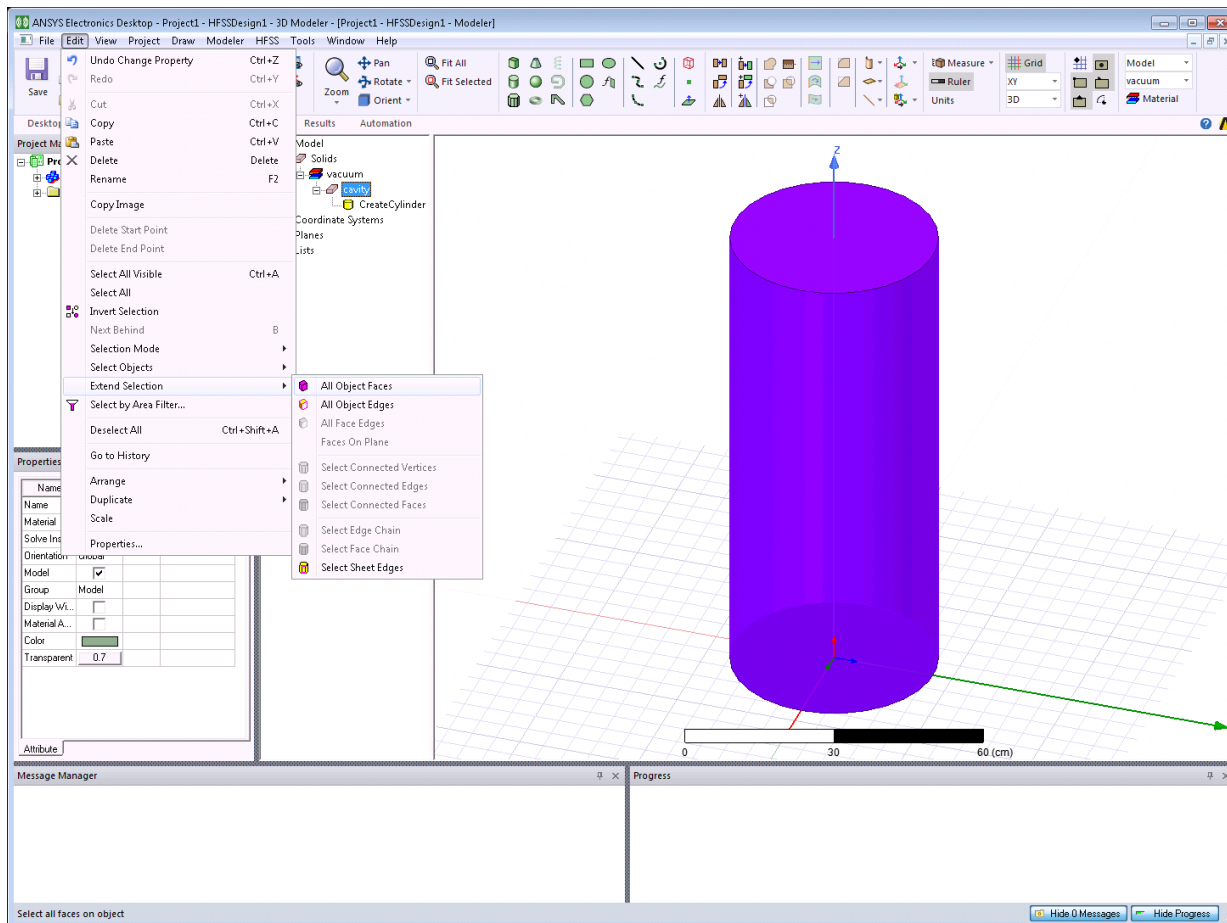 ANSYS Electronics Desktop - Project1 - HFSSDesign1 - 3D Modeler - [Project1 - HFSSDesign1 - Modeler]
File Edit View Project Draw Modeler HFSS Tools Window Help
Save
Zoom
Pan
Rotate
Orient
Fit All
Fit Selected
Measure
Ruler
Units
Grid
XY
3D
Model
vacuum
Material
Desktop
Results
Automation
Undo Change Property Ctrl+Z
Redo Ctrl+Y
Cut Ctrl+X
Copy Ctrl+C
Paste Ctrl+V
Delete Delete
Rename F2
Copy Image
Delete Start Point
Delete End Point
Select All Visible Ctrl+A
Select All
Invert Selection
Next Behind B
Selection Mode
Select Objects
Extend Selection
Select by Area Filter...
Deselect All Ctrl+Shift+A
Go to History
Arrange
Duplicate
Scale
Properties...
All Object Faces
All Object Edges
All Face Edges
Faces On Plane
Select Connected Vertices
Select Connected Edges
Select Connected Faces
Select Edge Chain
Select Face Chain
Select Sheet Edges
Project Ma
Pro
Model
Solids
vacuum
cavity
CreateCylinder
Coordinate Systems
Planes
Lists
Properties
Name
Name
Material
Solve Ins
Orientation Global
Model
Group Model
Display Wi...
Material A...
Color
Transparent 0.7
Attribute
Z
0 30 60 (cm)
Message Manager
Progress
Select all faces on object
Hide 0 Messages
Hide Progress